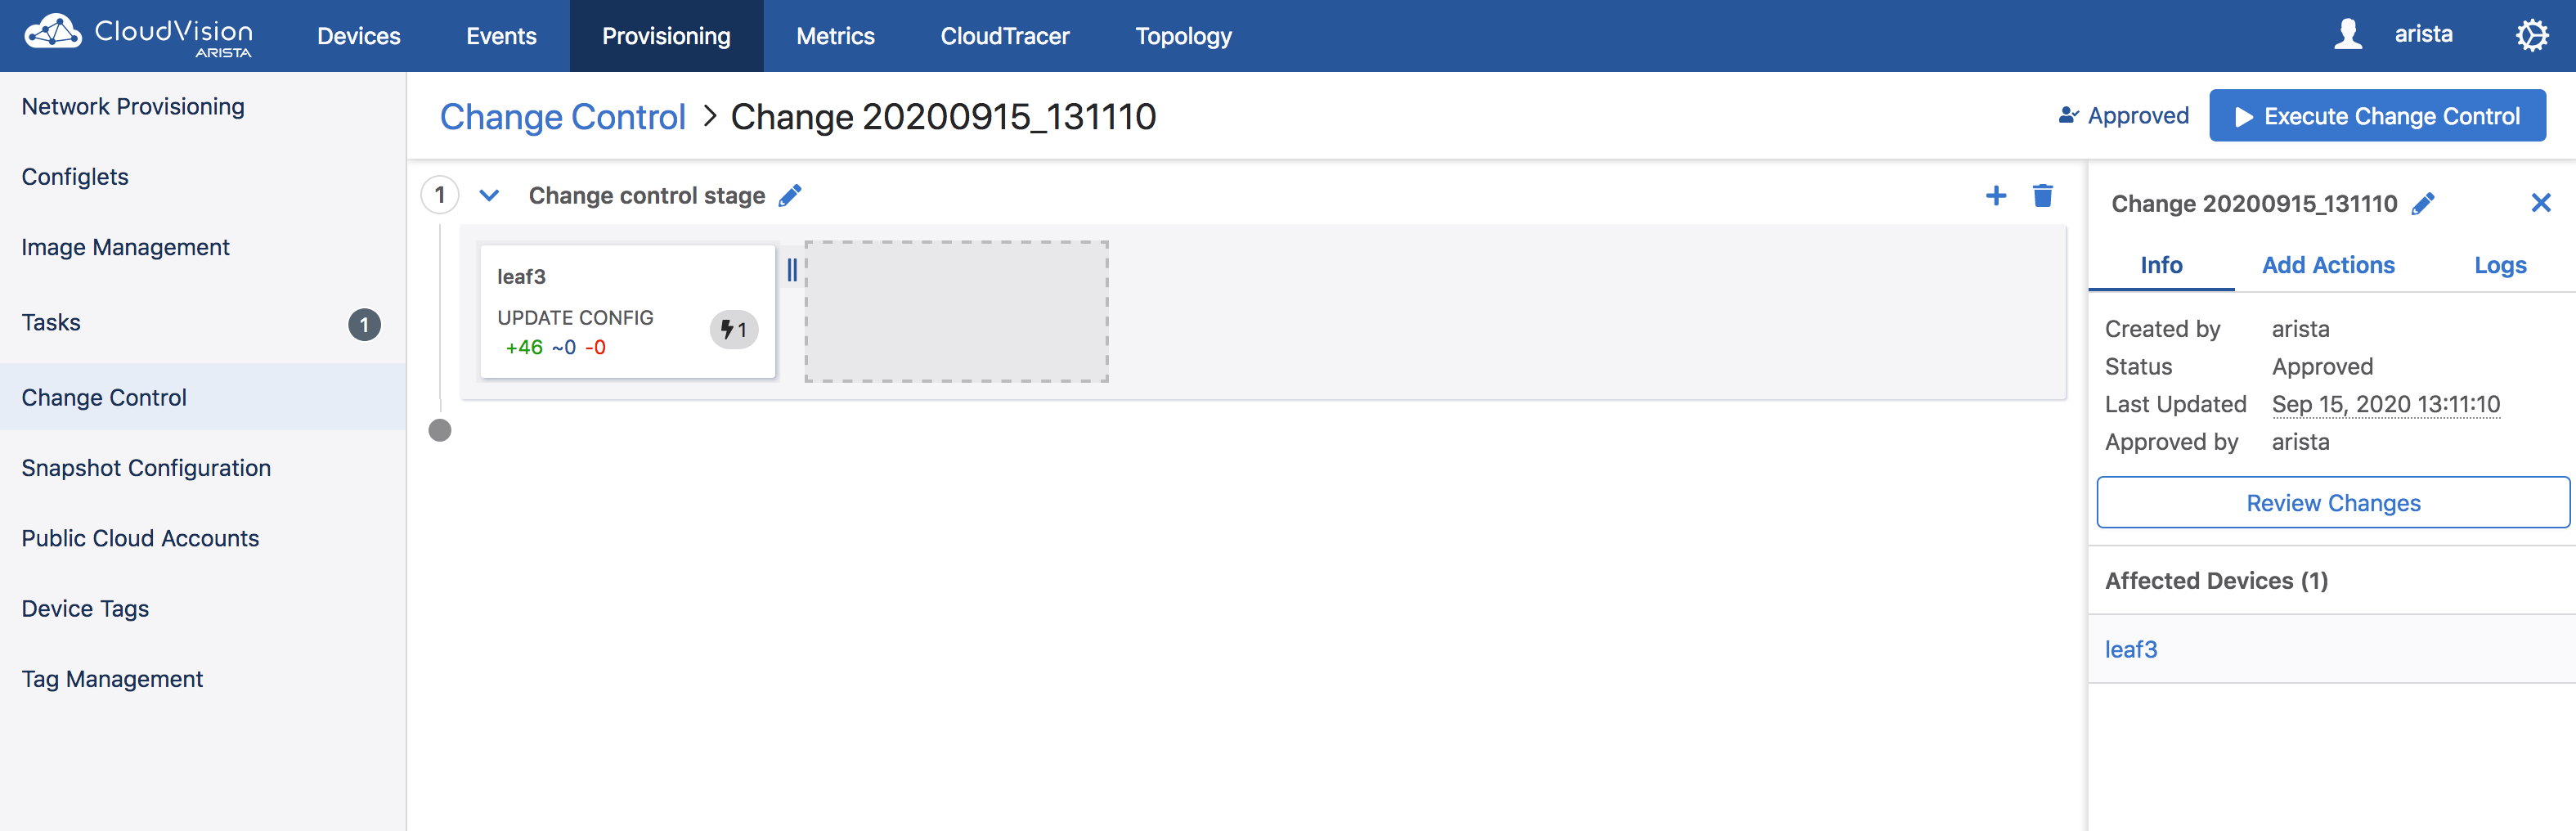 CloudVision
ARISTA
Devices
Events
Provisioning
Metrics
CloudTracer
Topology
arista
Network Provisioning
Configlets
Image Management
Tasks
1
Change Control
Snapshot Configuration
Public Cloud Accounts
Device Tags
Tag Management
Change Control > Change 20200915_131110
Approved
Execute Change Control
1
Change control stage
leaf3
UPDATE CONFIG
+46 ~0 -0
1
Change 20200915_131110
Info
Add Actions
Logs
Created by arista
Status Approved
Last Updated Sep 15, 2020 13:11:10
Approved by arista
Review Changes
Affected Devices (1)
leaf3